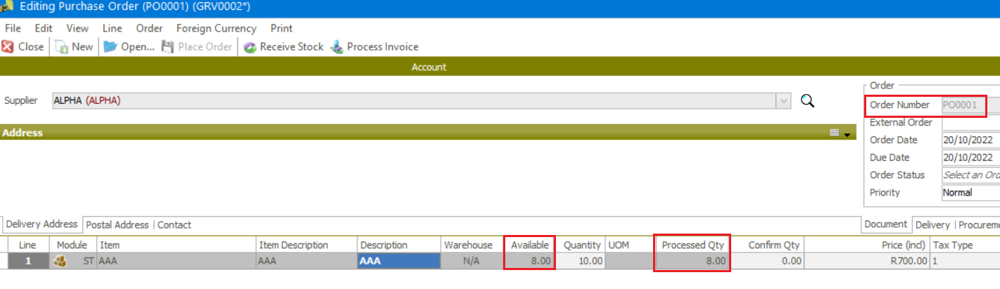 Editing Purchase Order (PO0001) (GRV0002*)
File Edit View Line Order Foreign Currency Print
Close New Open... Place Order Receive Stock Process Invoice
Account
Supplier ALPHA (ALPHA)
Order
Order Number PO0001
External Order
Order Date 20/10/2022
Due Date 20/10/2022
Order Status Select an Ord
Priority Normal
Address
Delivery Address Postal Address | Contact
Document Delivery | Procureme
Line Module Item Item Description Description Warehouse Available Quantity UOM Processed Qty Confirm Qty Price (incl) Tax Type
1 ST AAA AAA AAA N/A 8.00 10.00 8.00 0.00 R700.00 1